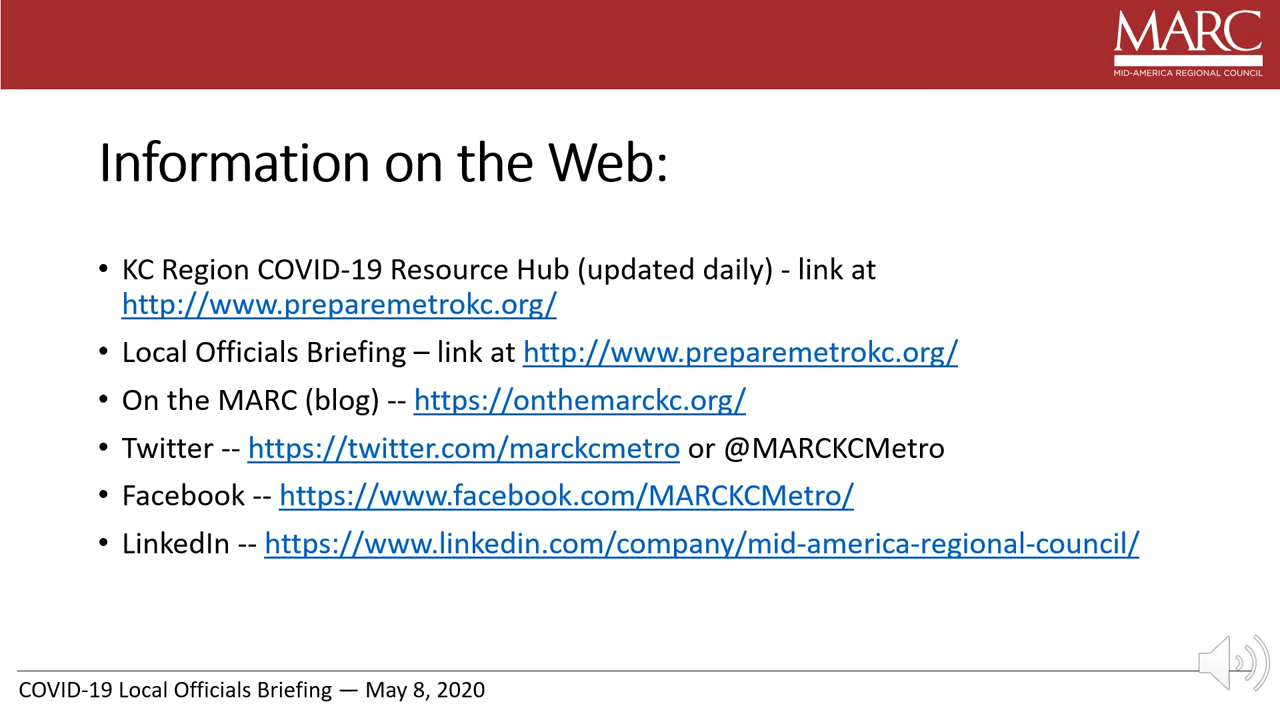 MARC
MID-AMERICA REGIONAL COUNCIL
Information on the Web:
• KC Region COVID-19 Resource Hub (updated daily) - link at
http://www.preparemetrokc.org/
• Local Officials Briefing – link at http://www.preparemetrokc.org/
• On the MARC (blog) -- https://onthemarckc.org/
• Twitter -- https://twitter.com/marckcmetro or @MARCKCMetro
• Facebook -- https://www.facebook.com/MARCKCMetro/
• LinkedIn -- https://www.linkedin.com/company/mid-america-regional-council/
COVID-19 Local Officials Briefing — May 8, 2020